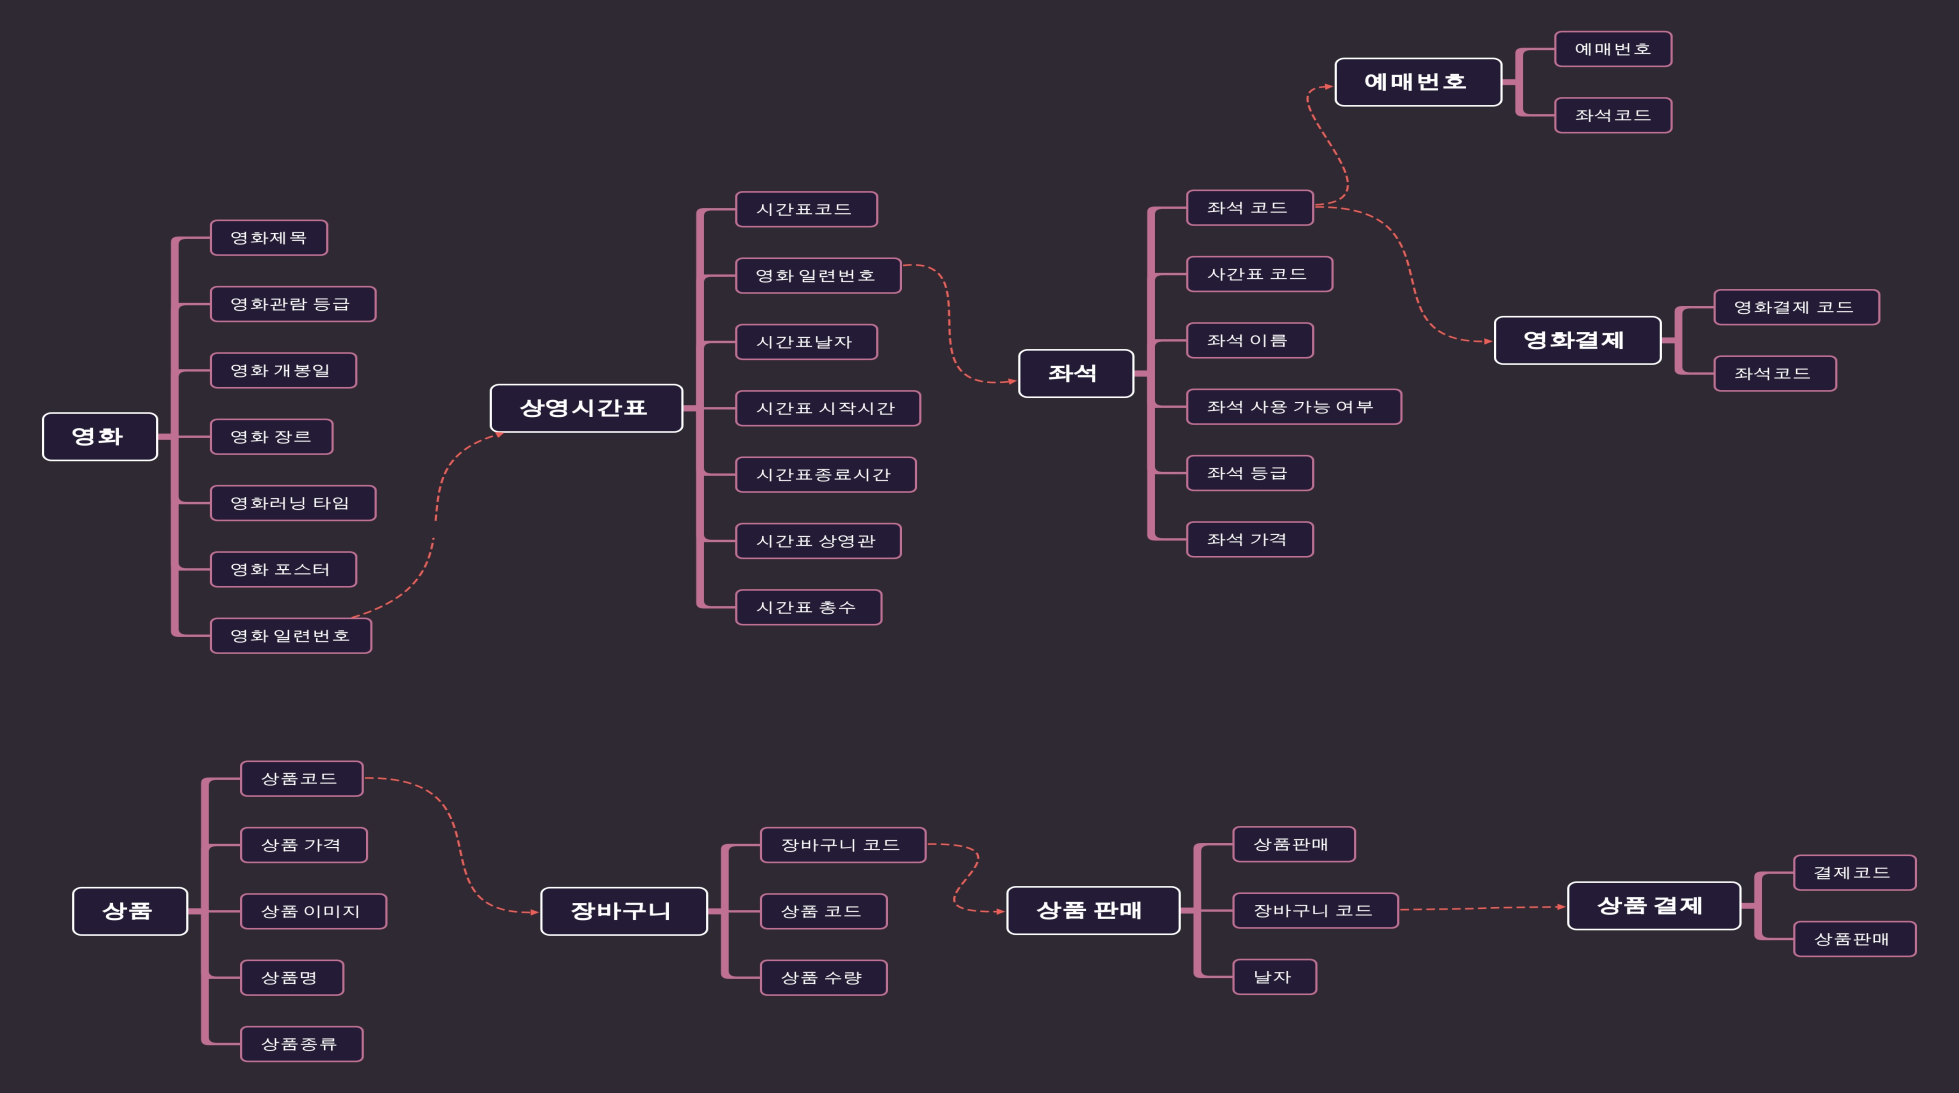 예매번호
예매번호
좌석코드
영화
영화제목
영화관람 등급
영화 개봉일
영화 장르
영화러닝 타임
영화 포스터
영화 일련번호
상영시간표
시간표코드
영화 일련번호
시간표날자
시간표 시작시간
시간표종료시간
시간표 상영관
시간표 총수
좌석
좌석 코드
사간표 코드
좌석 이름
좌석 사용 가능 여부
좌석 등급
좌석 가격
영화결제
영화결제 코드
좌석코드
상품
상품코드
상품 가격
상품 이미지
상품명
상품종류
장바구니
장바구니 코드
상품 코드
상품 수량
상품 판매
상품판매
장바구니 코드
날자
상품 결제
결제코드
상품판매